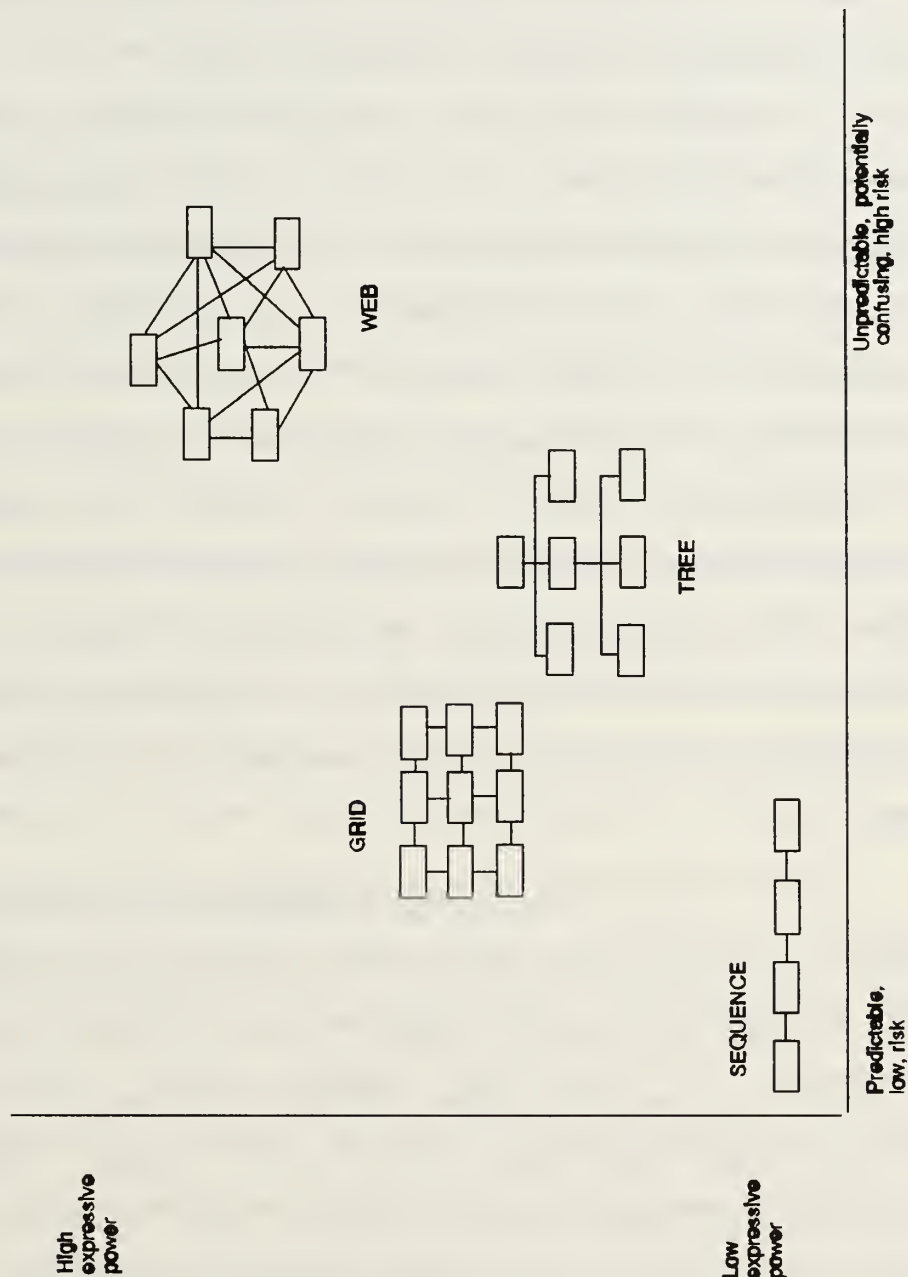 High
expressive
power
WEB
GRID
TREE
SEQUENCE
Low
expressive
power
Predictable,
low, risk
Unpredictable, potentially
confusing, high risk